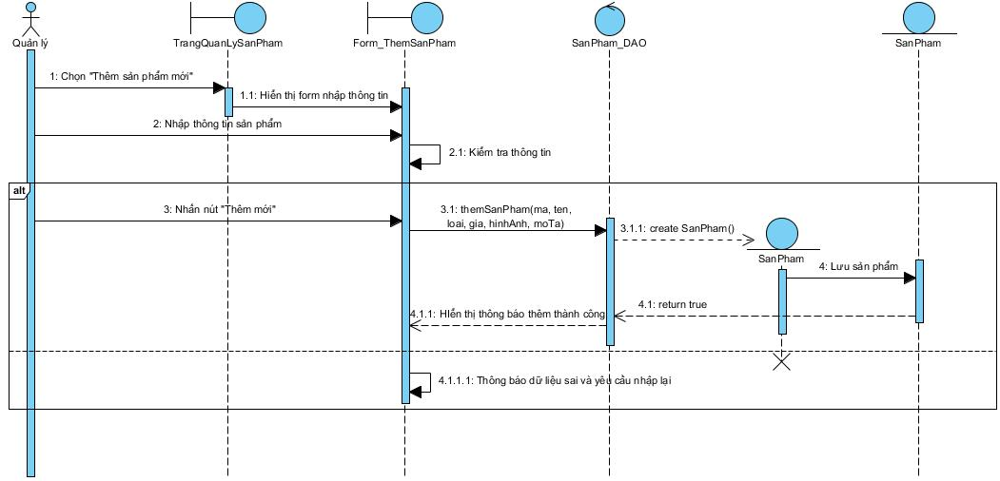 Quản lý
TrangQuanLySanPham
Form_ThemSanPham
SanPham_DAO
SanPham
1: Chọn "Thêm sản phẩm mới"
1.1: Hiển thị form nhập thông tin
2: Nhập thông tin sản phẩm
2.1: Kiểm tra thông tin
alt
3: Nhấn nút "Thêm mới"
3.1: themSanPham(ma, ten,
loai, gia, hinhAnh, moTa)
3.1.1: create SanPham()
SanPham
4: Lưu sản phẩm
4.1: return true
4.1.1: Hiển thị thông báo thêm thành công
4.1.1.1: Thông báo dữ liệu sai và yêu cầu nhập lại